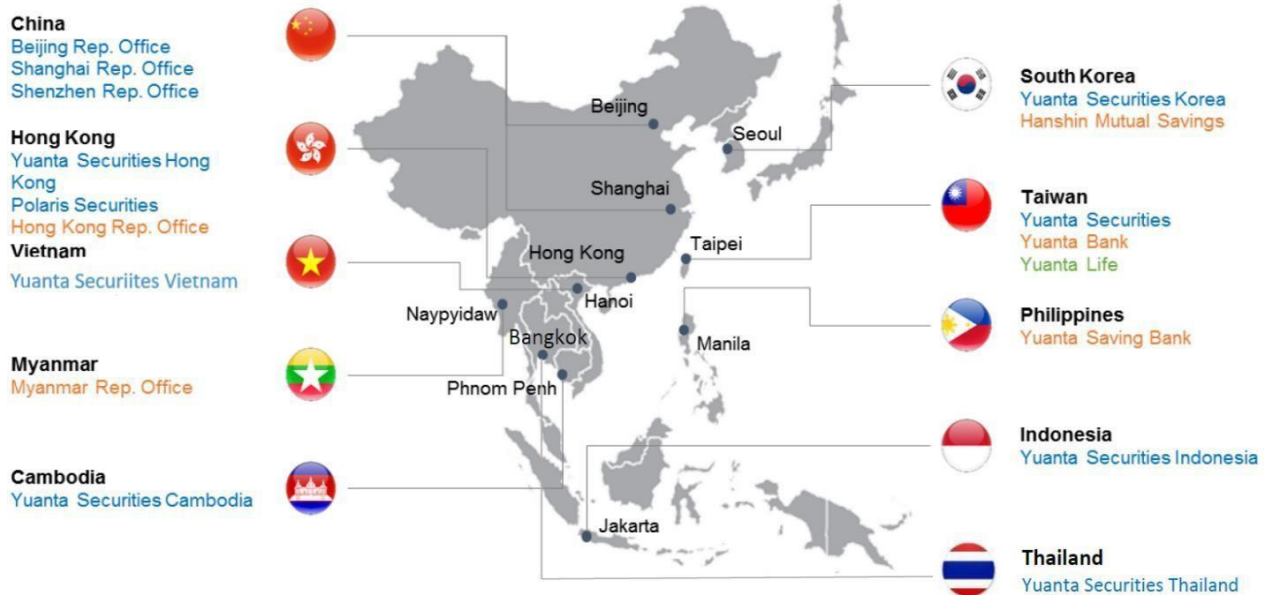 China
Beijing Rep. Office
Shanghai Rep. Office
Shenzhen Rep. Office
Hong Kong
Yuanta Securities Hong
Kong
Polaris Securities
Hong Kong Rep. Office
Vietnam
Yuanta Securiites Vietnam
Myanmar
Myanmar Rep. Office
Cambodia
Yuanta Securities Cambodia
Beijing
Seoul
Shanghai
Taipei
Hong Kong
Hanoi
Naypyidaw
Bangkok
Manila
Phnom Penh
Jakarta
South Korea
Yuanta Securities Korea
Hanshin Mutual Savings
Taiwan
Yuanta Securities
Yuanta Bank
Yuanta Life
Philippines
Yuanta Saving Bank
Indonesia
Yuanta Securities Indonesia
Thailand
Yuanta Securities Thailand